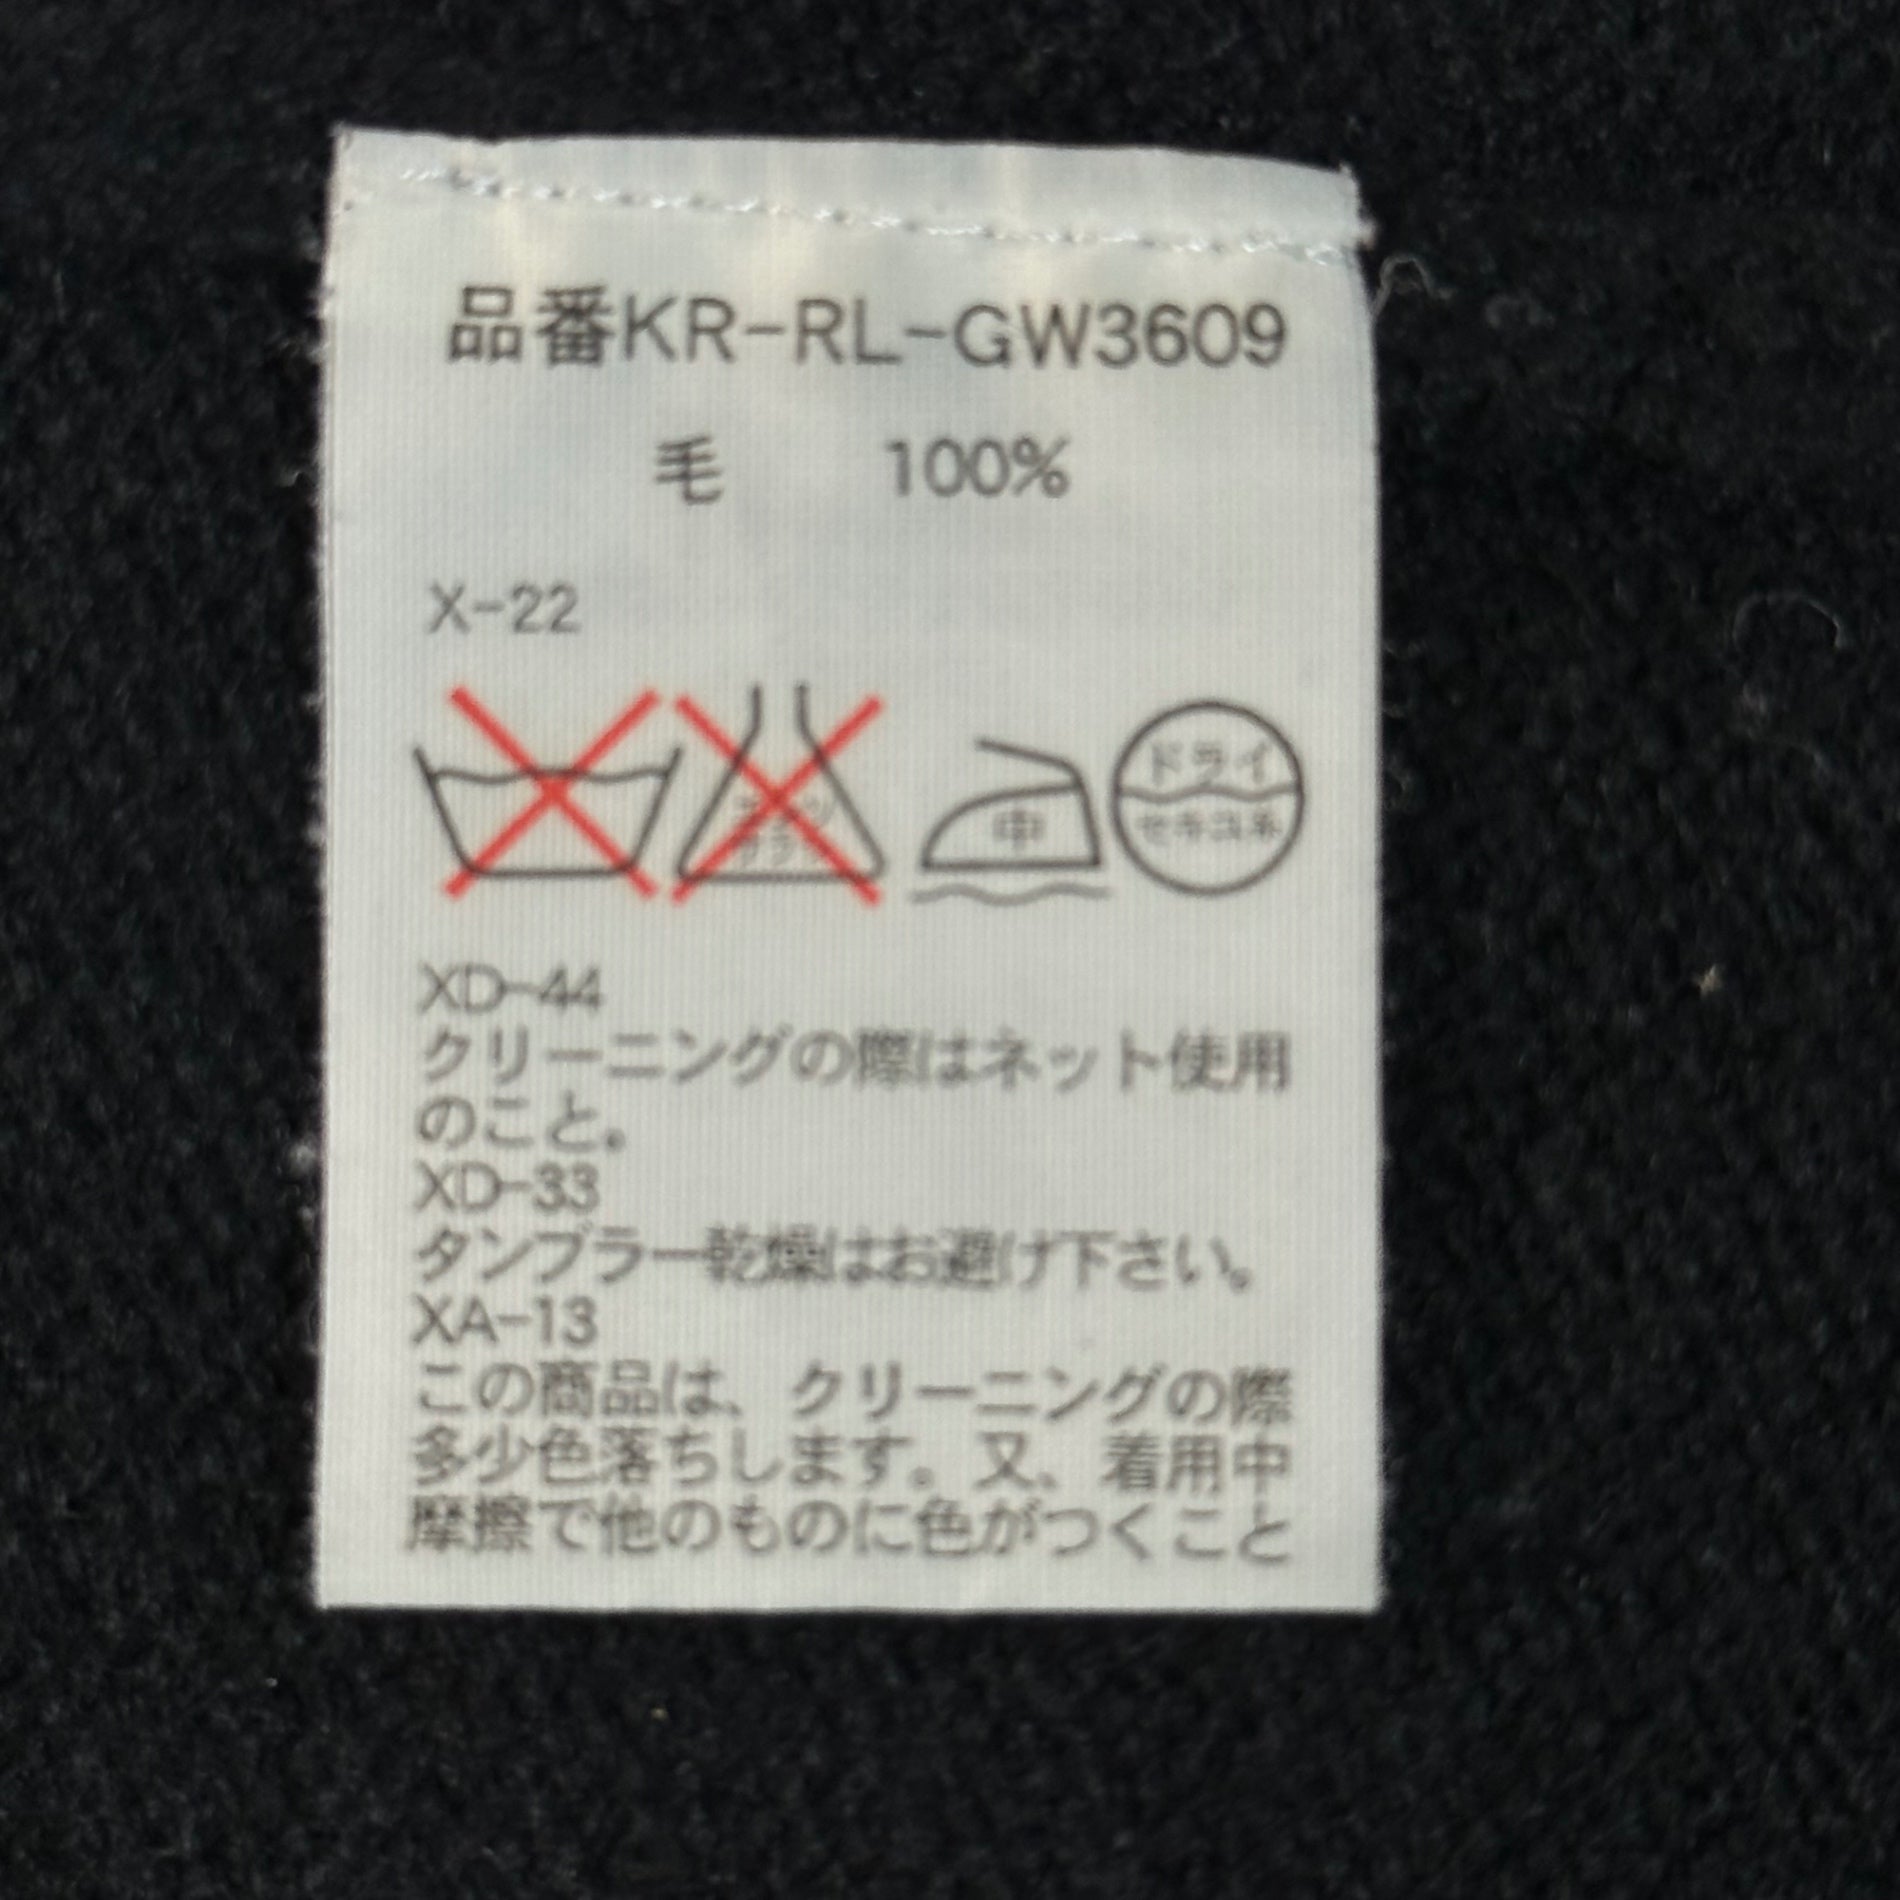 品番KR-RL-GW3609
毛 100%
X-22
中
ドライ
セキユ系
XD-44
クリーニングの際はネット使用
のこと。
XD-33
タンブラー乾燥はお避け下さい。
XA-13
この商品は、クリーニングの際
多少色落ちします。又、着用中
摩擦で他のものに色がつくこと